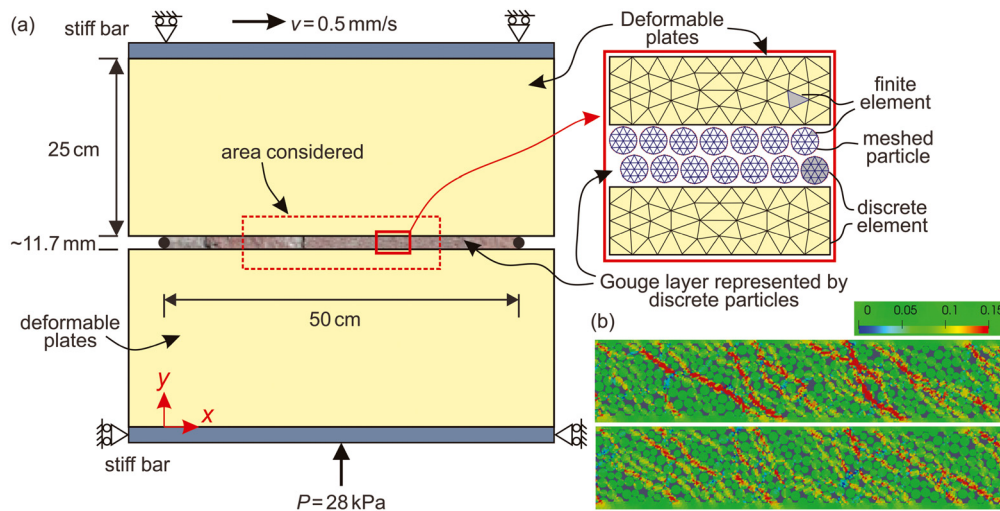 (a)
v = 0.5 mm/s
stiff bar
Deformable
plates
finite
element
meshed
particle
discrete
element
25 cm
area considered
~11.7 mm
Gouge layer represented by
discrete particles
50 cm
deformable
plates
y
x
stiff bar
P = 28 kPa
(b)
0 0.05 0.1 0.15